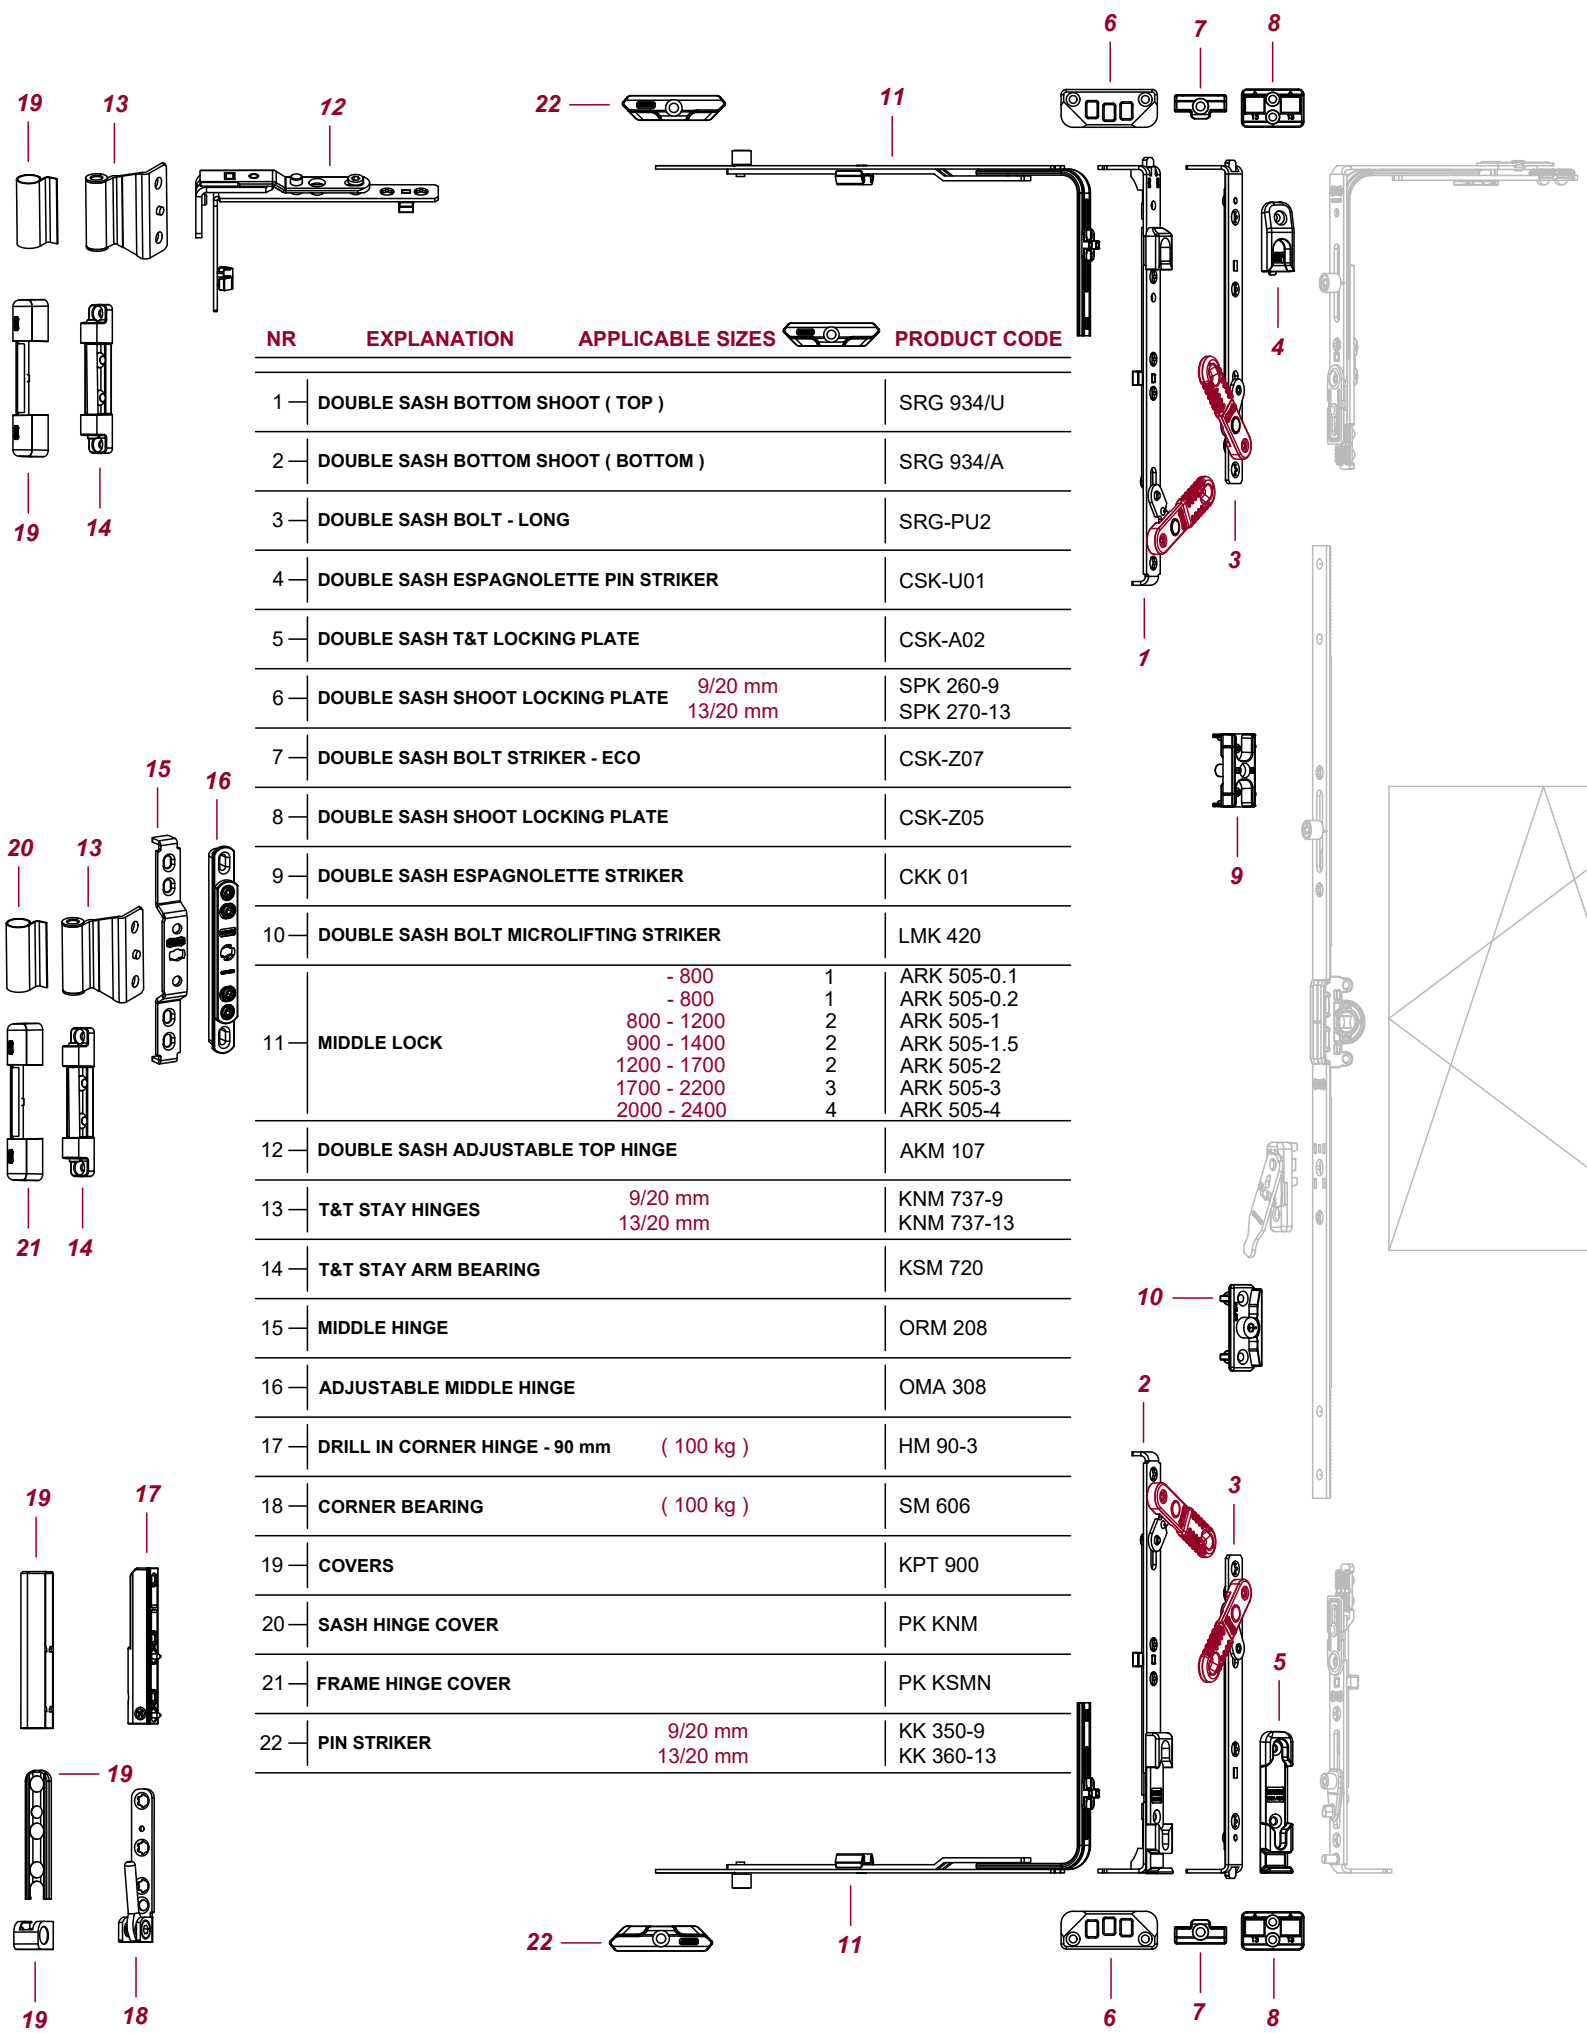 6 7 8
19 13 12 22 11
4
NR EXPLANATION APPLICABLE SIZES PRODUCT CODE
1 DOUBLE SASH BOTTOM SHOOT ( TOP ) SRG 934/U
2 DOUBLE SASH BOTTOM SHOOT ( BOTTOM ) SRG 934/A
3 DOUBLE SASH BOLT - LONG SRG-PU2
19 14
3
4 DOUBLE SASH ESPAGNOLETTE PIN STRIKER CSK-U01
5 DOUBLE SASH T&T LOCKING PLATE CSK-A02
1
6 DOUBLE SASH SHOOT LOCKING PLATE 9/20 mm SPK 260-9
13/20 mm SPK 270-13
7 DOUBLE SASH BOLT STRIKER - ECO CSK-Z07
15 16
8 DOUBLE SASH SHOOT LOCKING PLATE CSK-Z05
20 13
9 DOUBLE SASH ESPAGNOLETTE STRIKER CKK 01
9
10 DOUBLE SASH BOLT MICROLIFTING STRIKER LMK 420
- 800 1 ARK 505-0.1
- 800 1 ARK 505-0.2
800 - 1200 2 ARK 505-1
11 MIDDLE LOCK 900 - 1400 2 ARK 505-1.5
1200 - 1700 2 ARK 505-2
1700 - 2200 3 ARK 505-3
2000 - 2400 4 ARK 505-4
12 DOUBLE SASH ADJUSTABLE TOP HINGE AKM 107
13 T&T STAY HINGES 9/20 mm KNM 737-9
13/20 mm KNM 737-13
21 14
14 T&T STAY ARM BEARING KSM 720
10
15 MIDDLE HINGE ORM 208
16 ADJUSTABLE MIDDLE HINGE OMA 308
2
17 DRILL IN CORNER HINGE - 90 mm ( 100 kg ) HM 90-3
19 17
3
18 CORNER BEARING ( 100 kg ) SM 606
19 COVERS KPT 900
20 SASH HINGE COVER PK KNM
5
21 FRAME HINGE COVER PK KSMN
22 PIN STRIKER 9/20 mm KK 350-9
13/20 mm KK 360-13
19
22 11
19 18 6 7 8